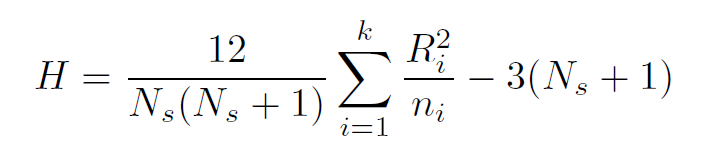 H = \frac{12}{N_s(N_s + 1)} \sum_{i=1}^{k} \frac{R_i^2}{n_i} - 3(N_s + 1)